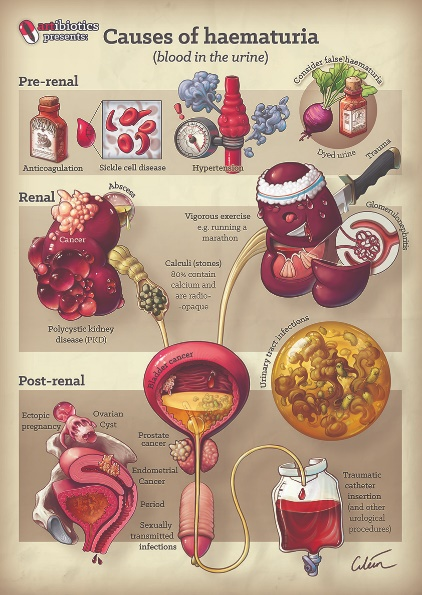 artibiotics
presents:
Causes of haematuria
(blood in the urine)
Pre-renal
Consider false haematuria
Anticoagulation
Sickle cell disease
Hypertension
Dyed urine
Trauma
Renal
Abscess
Cancer
Vigorous exercise
e.g. running a
marathon
Glomerulonephritis
Calculi (stones)
80% contain
calcium and
are radio-
-opaque
Polycystic kidney
disease (PKD)
Bladder cancer
Urinary tract infections
Post-renal
Ectopic
pregnancy
Ovarian
Cyst
Prostate
cancer
Endometrial
Cancer
Period
Sexually
transmitted
infections
Traumatic
catheter
insertion
(and other
urological
procedures)